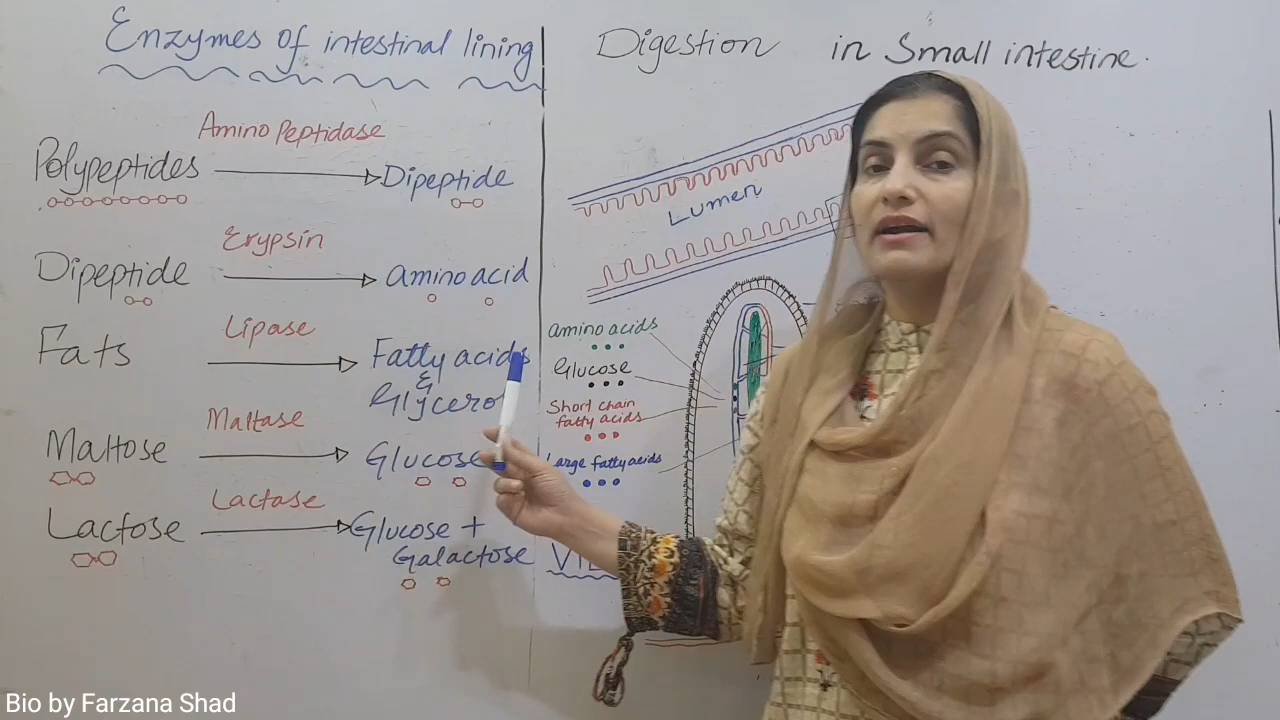 Enzymes of intestinal lining
Amino Peptidase
Polypeptides
Dipeptide
Erypsin
Dipeptide
amino acid
Lipase
Fats
Fatty acids
&
Glycerol
Maltase
Maltose
Glucose
Lactase
Lactose
Glucose +
Galactose
Digestion in Small intestine.
Lumen
Amino acids
Glucose
Short chain
fatty acids
Large fatty acids
Bio by Farzana Shad